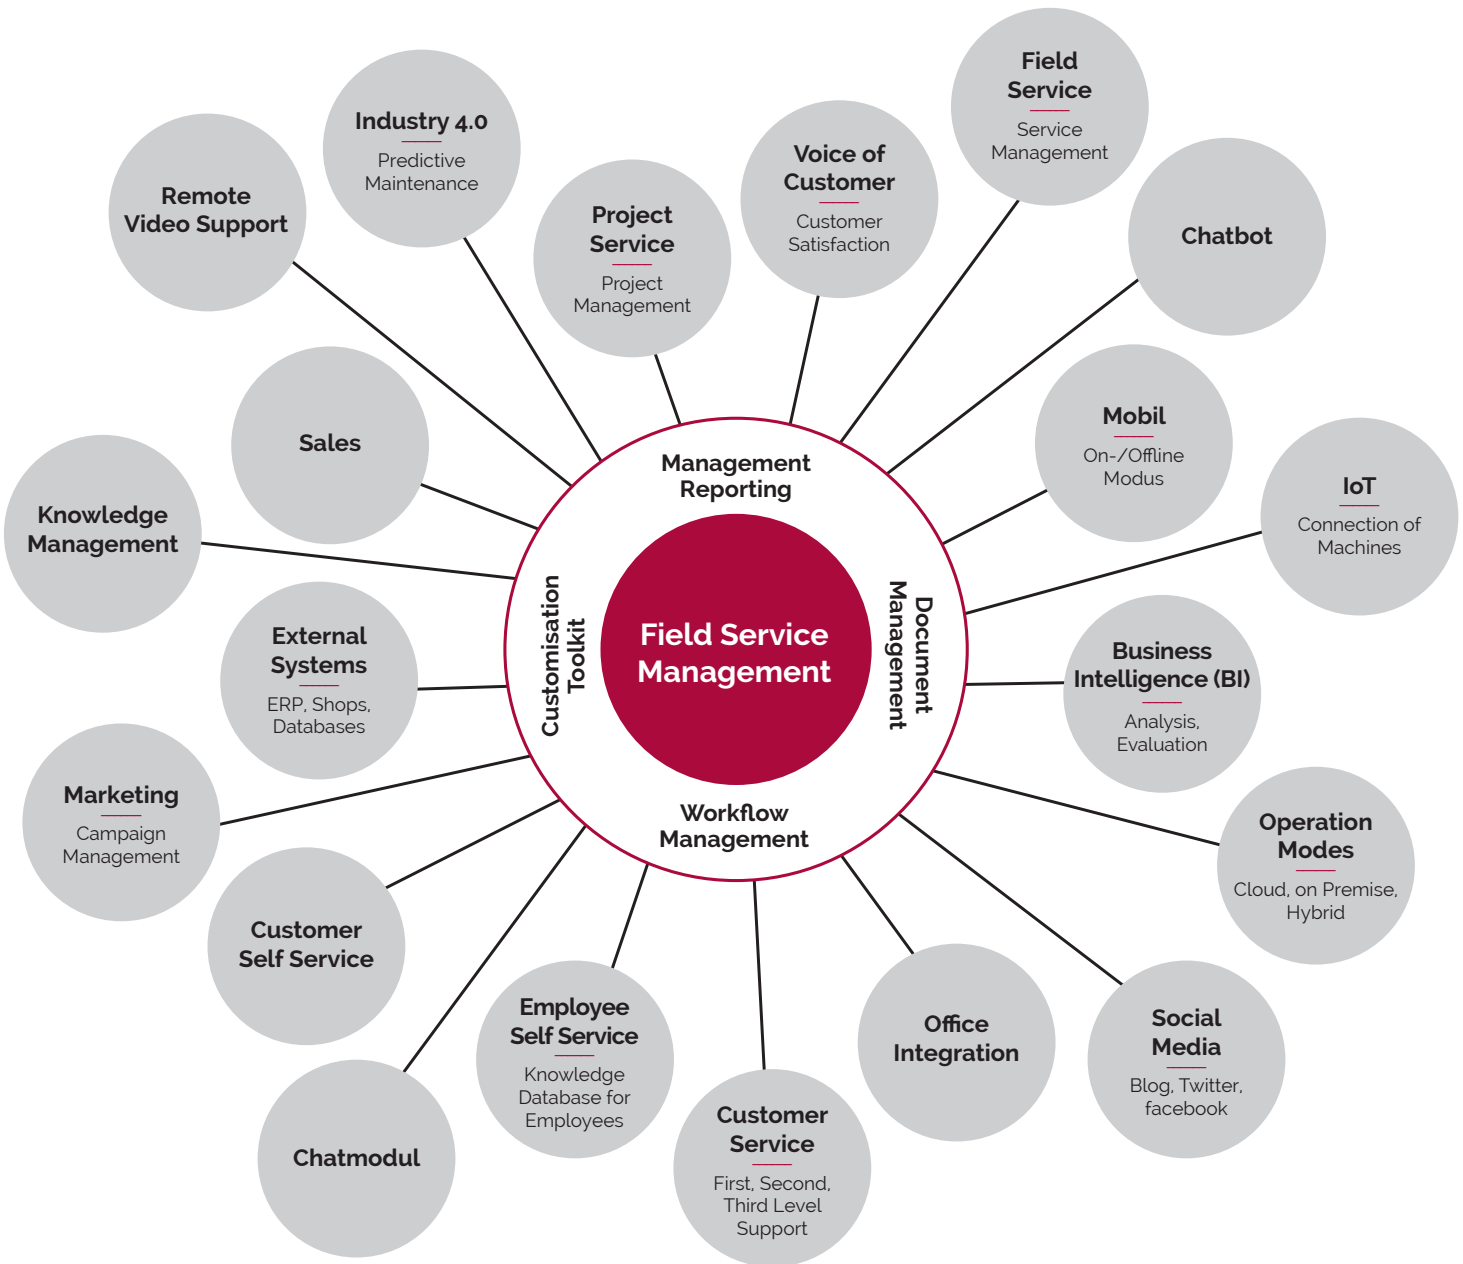 Field
Service
Service
Management
Industry 4.0
Predictive
Maintenance
Voice of
Customer
Customer
Satisfaction
Remote
Video Support
Project
Service
Project
Management
Chatbot
Mobil
On-/Offline
Modus
Sales
IoT
Connection of
Machines
Knowledge
Management
Management
Reporting
Customisation
Toolkit
Field Service
Management
Document
Management
Workflow
Management
External
Systems
ERP, Shops,
Databases
Business
Intelligence (BI)
Analysis,
Evaluation
Marketing
Campaign
Management
Operation
Modes
Cloud, on Premise,
Hybrid
Customer
Self Service
Employee
Self Service
Knowledge
Database for
Employees
Office
Integration
Social
Media
Blog, Twitter,
facebook
Chatmodul
Customer
Service
First, Second,
Third Level
Support